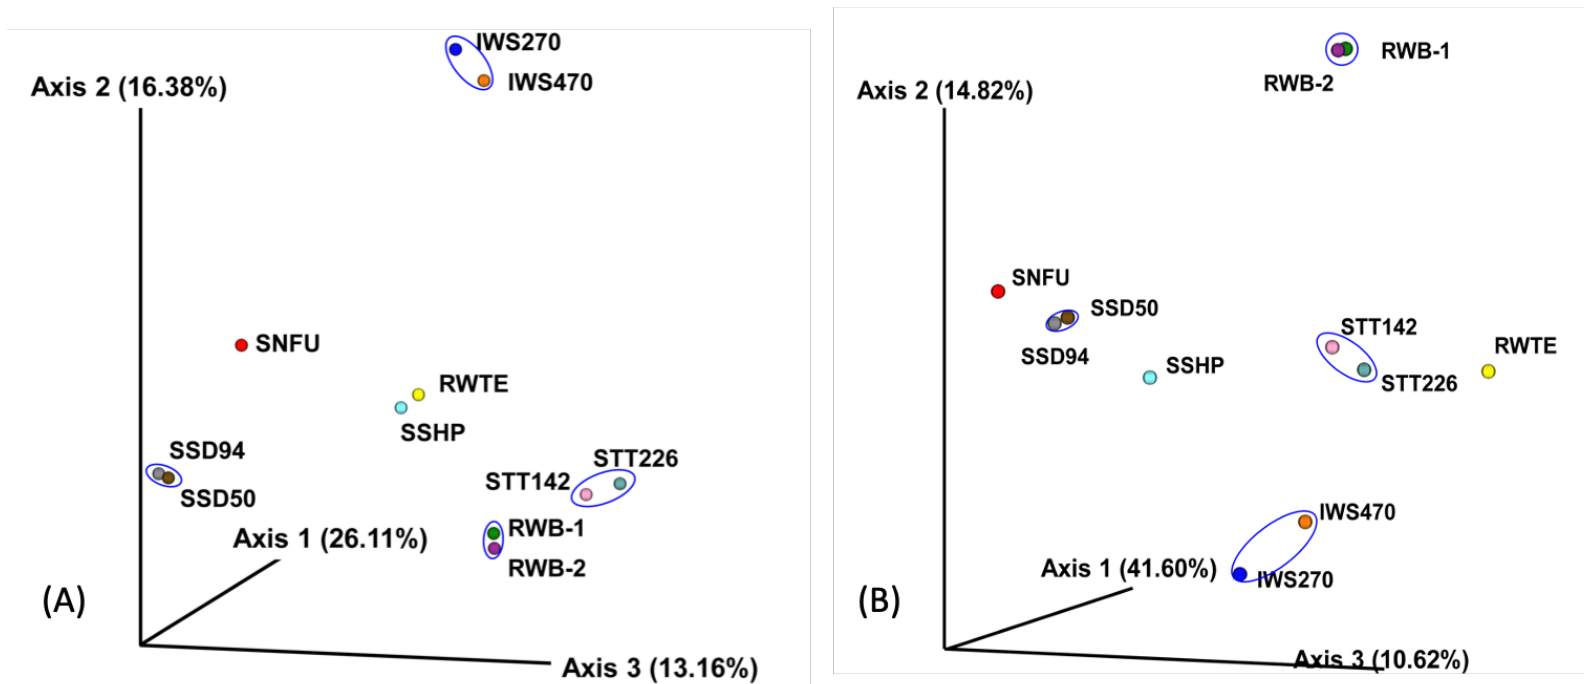 IWS270
IWS470
Axis 2 (16.38%)
SNFU
RWTE
SSHP
SSD94
SSD50
STT226
STT142
RWB-1
RWB-2
Axis 1 (26.11%)
(A)
Axis 3 (13.16%)
RWB-1
RWB-2
Axis 2 (14.82%)
SNFU
SSD50
SSD94
SSHP
STT142
STT226
RWTE
IWS470
IWS270
Axis 1 (41.60%)
(B)
Axis 3 (10.62%)